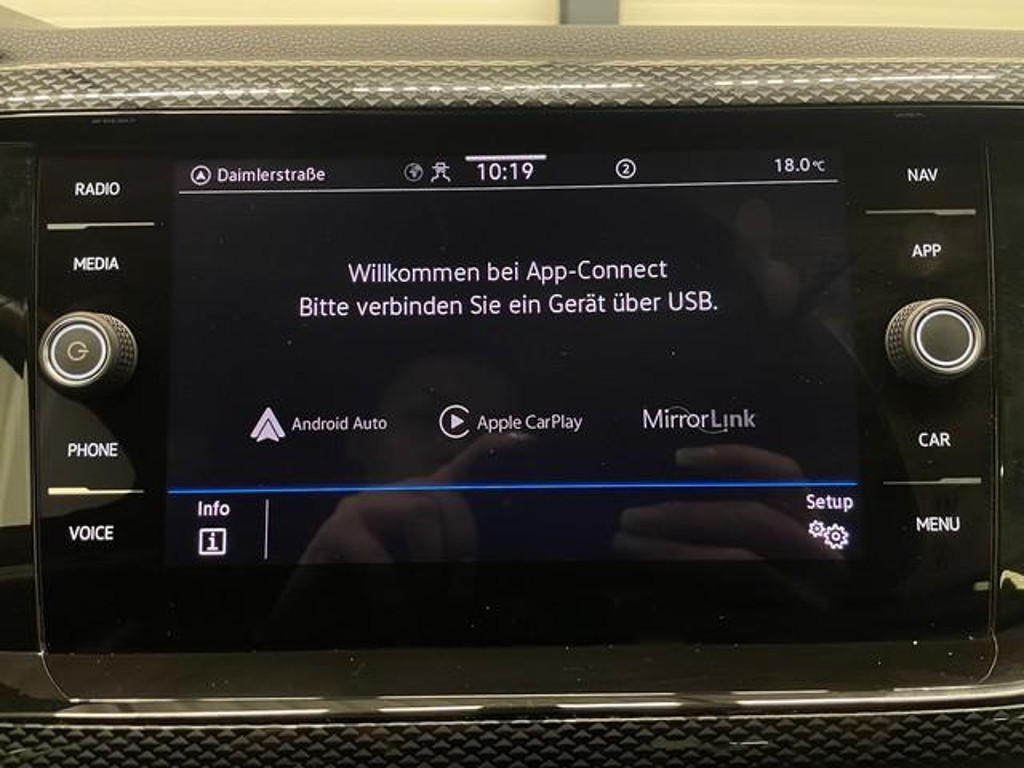 RADIO
MEDIA
PHONE
VOICE
Daimlerstraße
10:19
2
18.0°C
Willkommen bei App-Connect
Bitte verbinden Sie ein Gerät über USB.
Android Auto
Apple CarPlay
MirrorLink
Info
i
Setup
NAV
APP
CAR
MENU